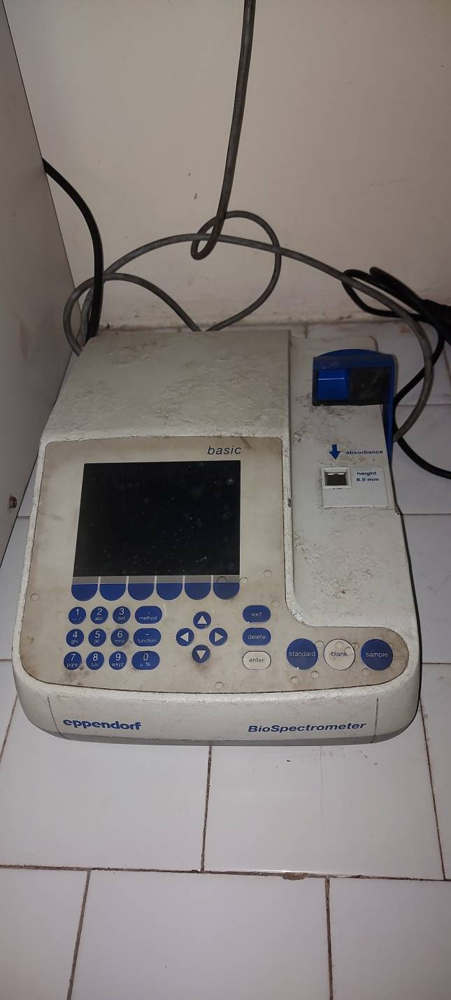 basic
absorbance
height
8.5 mm
1
2
abc
3
def
method
exit
4
ghi
5
jkl
6
mno
function
delete
7
pqrs
8
tuv
9
wxyz
0
μ %
enter
standard
blank
sample
eppendorf
BioSpectrometer